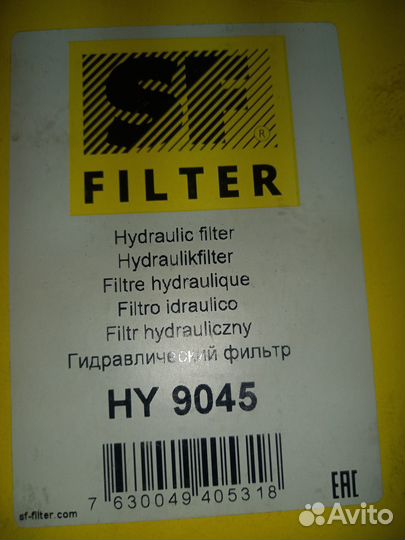 SF
®
FILTER
Hydraulic filter
Hydraulikfilter
Filtre hydraulique
Filtro idraulico
Filtr hydrauliczny
Гидравлический фильтр
HY 9045
7 630049 405318
sf-filter.com
EAC
Avito